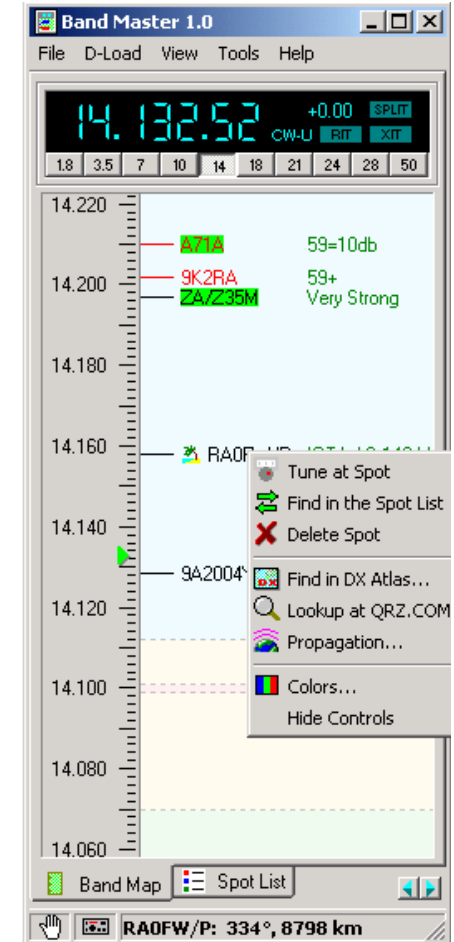 Band Master 1.0
File D-Load View Tools Help
14.132.52 +0.00 SPLIT
CW-U RIT XIT
1.8 3.5 7 10 14 18 21 24 28 50
14.220
A71A 59=10db
14.200 9K2RA 59+
ZA/Z35M Very Strong
14.180
14.160
Tune at Spot
Find in the Spot List
14.140 Delete Spot
9A2004 Find in DX Atlas...
14.120 Lookup at QRZ.COM
Propagation...
14.100 Colors...
Hide Controls
14.080
14.060
Band Map Spot List
RA0FW/P: 334°, 8798 km